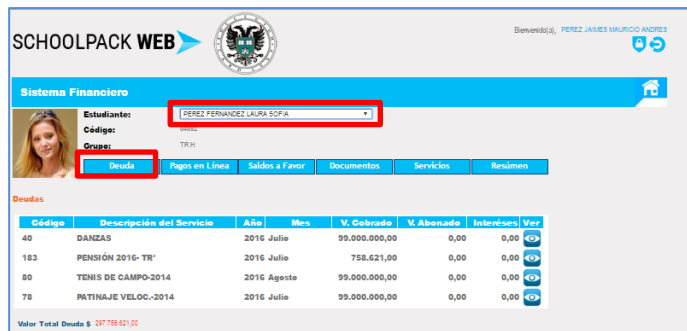 SCHOOLPACK WEB
Bienvenido(a), PEREZ JAIMES MAURICIO ANDRES
Sistema Financiero
Estudiante: PEREZ FERNANDEZ LAURA SOFIA
Código: 84692
Grupo: TR H
Deuda Pagos en Línea Saldos a Favor Documentos Servicios Resúmen
Deudas
Código Descripción del Servicio Año Mes V. Cobrado V. Abonado Interéses Ver
40 DANZAS 2016 Julio 99.000.000,00 0,00 0,00
183 PENSIÓN 2016- TR* 2016 Julio 758.621,00 0,00 0,00
80 TENIS DE CAMPO-2014 2016 Agosto 99.000.000,00 0,00 0,00
78 PATINAJE VELOC.-2014 2016 Julio 99.000.000,00 0,00 0,00
Valor Total Deuda $ 297.758.621,00